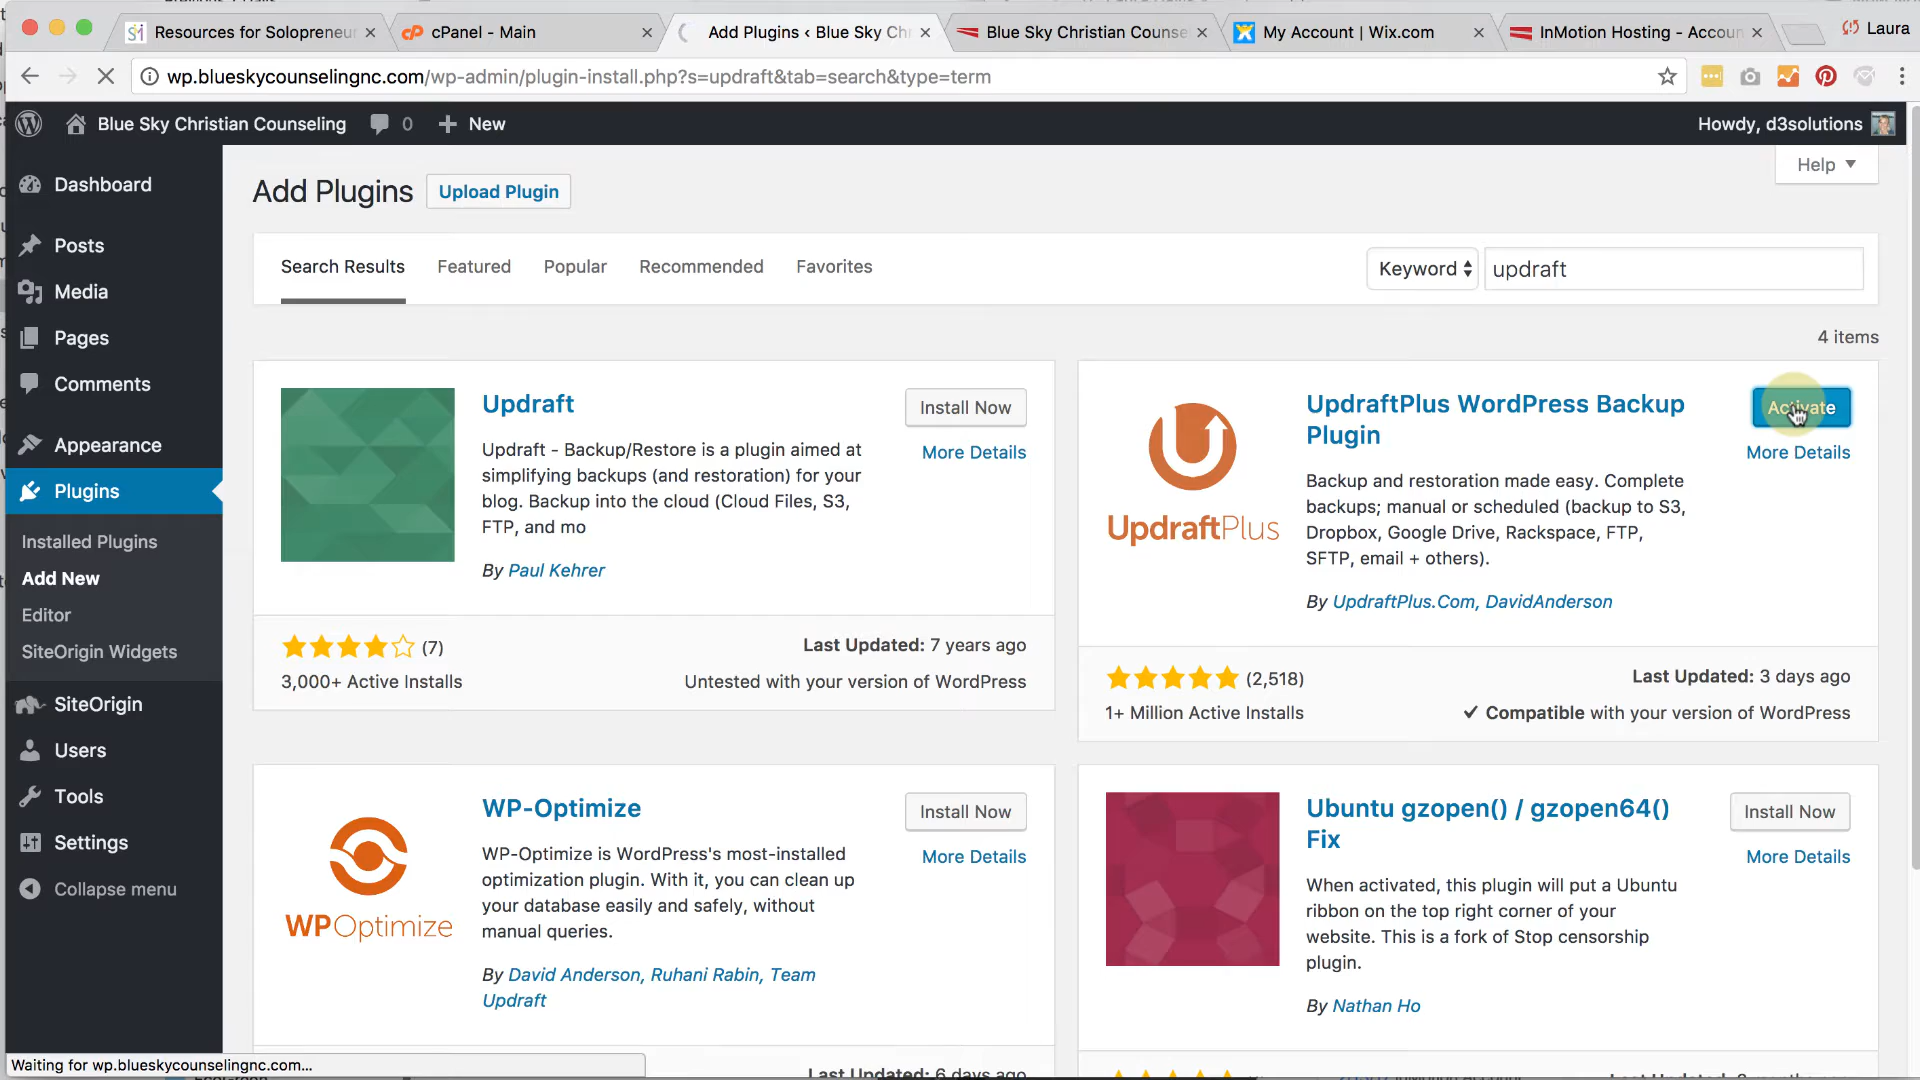 Resources for Solopreneu
cPanel - Main
Add Plugins ‹ Blue Sky Ch
Blue Sky Christian Counse
My Account | Wix.com
InMotion Hosting - Accoun
Laura
wp.blueskycounselingnc.com/wp-admin/plugin-install.php?s=updraft&tab=search&type=term
Blue Sky Christian Counseling
0
New
Howdy, d3solutions
Help
Dashboard
Posts
Media
Pages
Comments
Appearance
Plugins
Installed Plugins
Add New
Editor
SiteOrigin Widgets
SiteOrigin
Users
Tools
Settings
Collapse menu
Add Plugins
Upload Plugin
Search Results
Featured
Popular
Recommended
Favorites
Keyword
updraft
4 items
Updraft
Install Now
More Details
Updraft - Backup/Restore is a plugin aimed at
simplifying backups (and restoration) for your
blog. Backup into the cloud (Cloud Files, S3,
FTP, and mo
By Paul Kehrer
(7)
3,000+ Active Installs
Last Updated: 7 years ago
Untested with your version of WordPress
UpdraftPlus
UpdraftPlus WordPress Backup
Plugin
Activate
More Details
Backup and restoration made easy. Complete
backups; manual or scheduled (backup to S3,
Dropbox, Google Drive, Rackspace, FTP,
SFTP, email + others).
By UpdraftPlus.Com, DavidAnderson
(2,518)
1+ Million Active Installs
Last Updated: 3 days ago
Compatible with your version of WordPress
WPOptimize
WP-Optimize
Install Now
More Details
WP-Optimize is WordPress's most-installed
optimization plugin. With it, you can clean up
your database easily and safely, without
manual queries.
By David Anderson, Ruhani Rabin, Team
Updraft
Last Updated: 6 days ago
Ubuntu gzopen() / gzopen64()
Fix
Install Now
More Details
When activated, this plugin will put a Ubuntu
ribbon on the top right corner of your
website. This is a fork of Stop censorship
plugin.
By Nathan Ho
Waiting for wp.blueskycounselingnc.com...